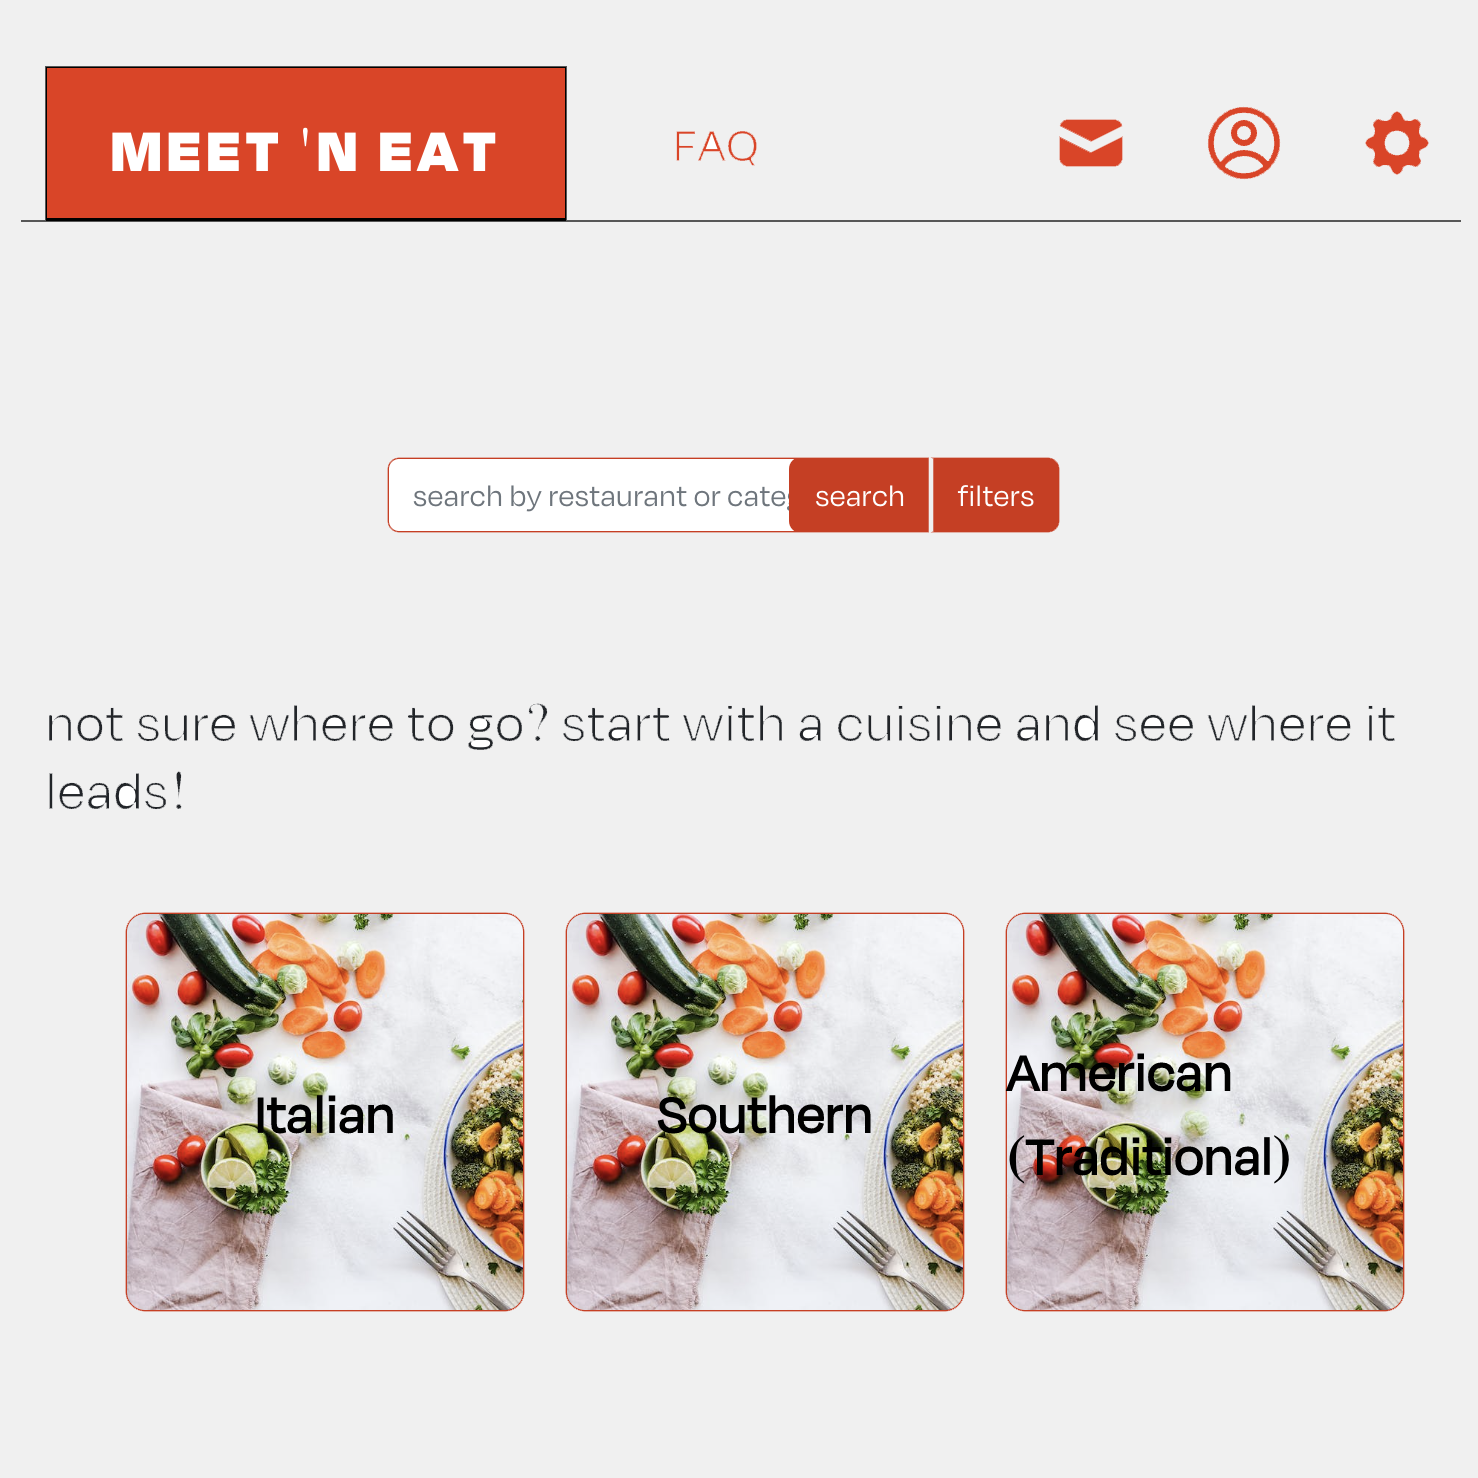 MEET 'N EAT
FAQ
search by restaurant or cate
search
filters
not sure where to go? start with a cuisine and see where it
leads!
Italian
Southern
American
(Traditional)